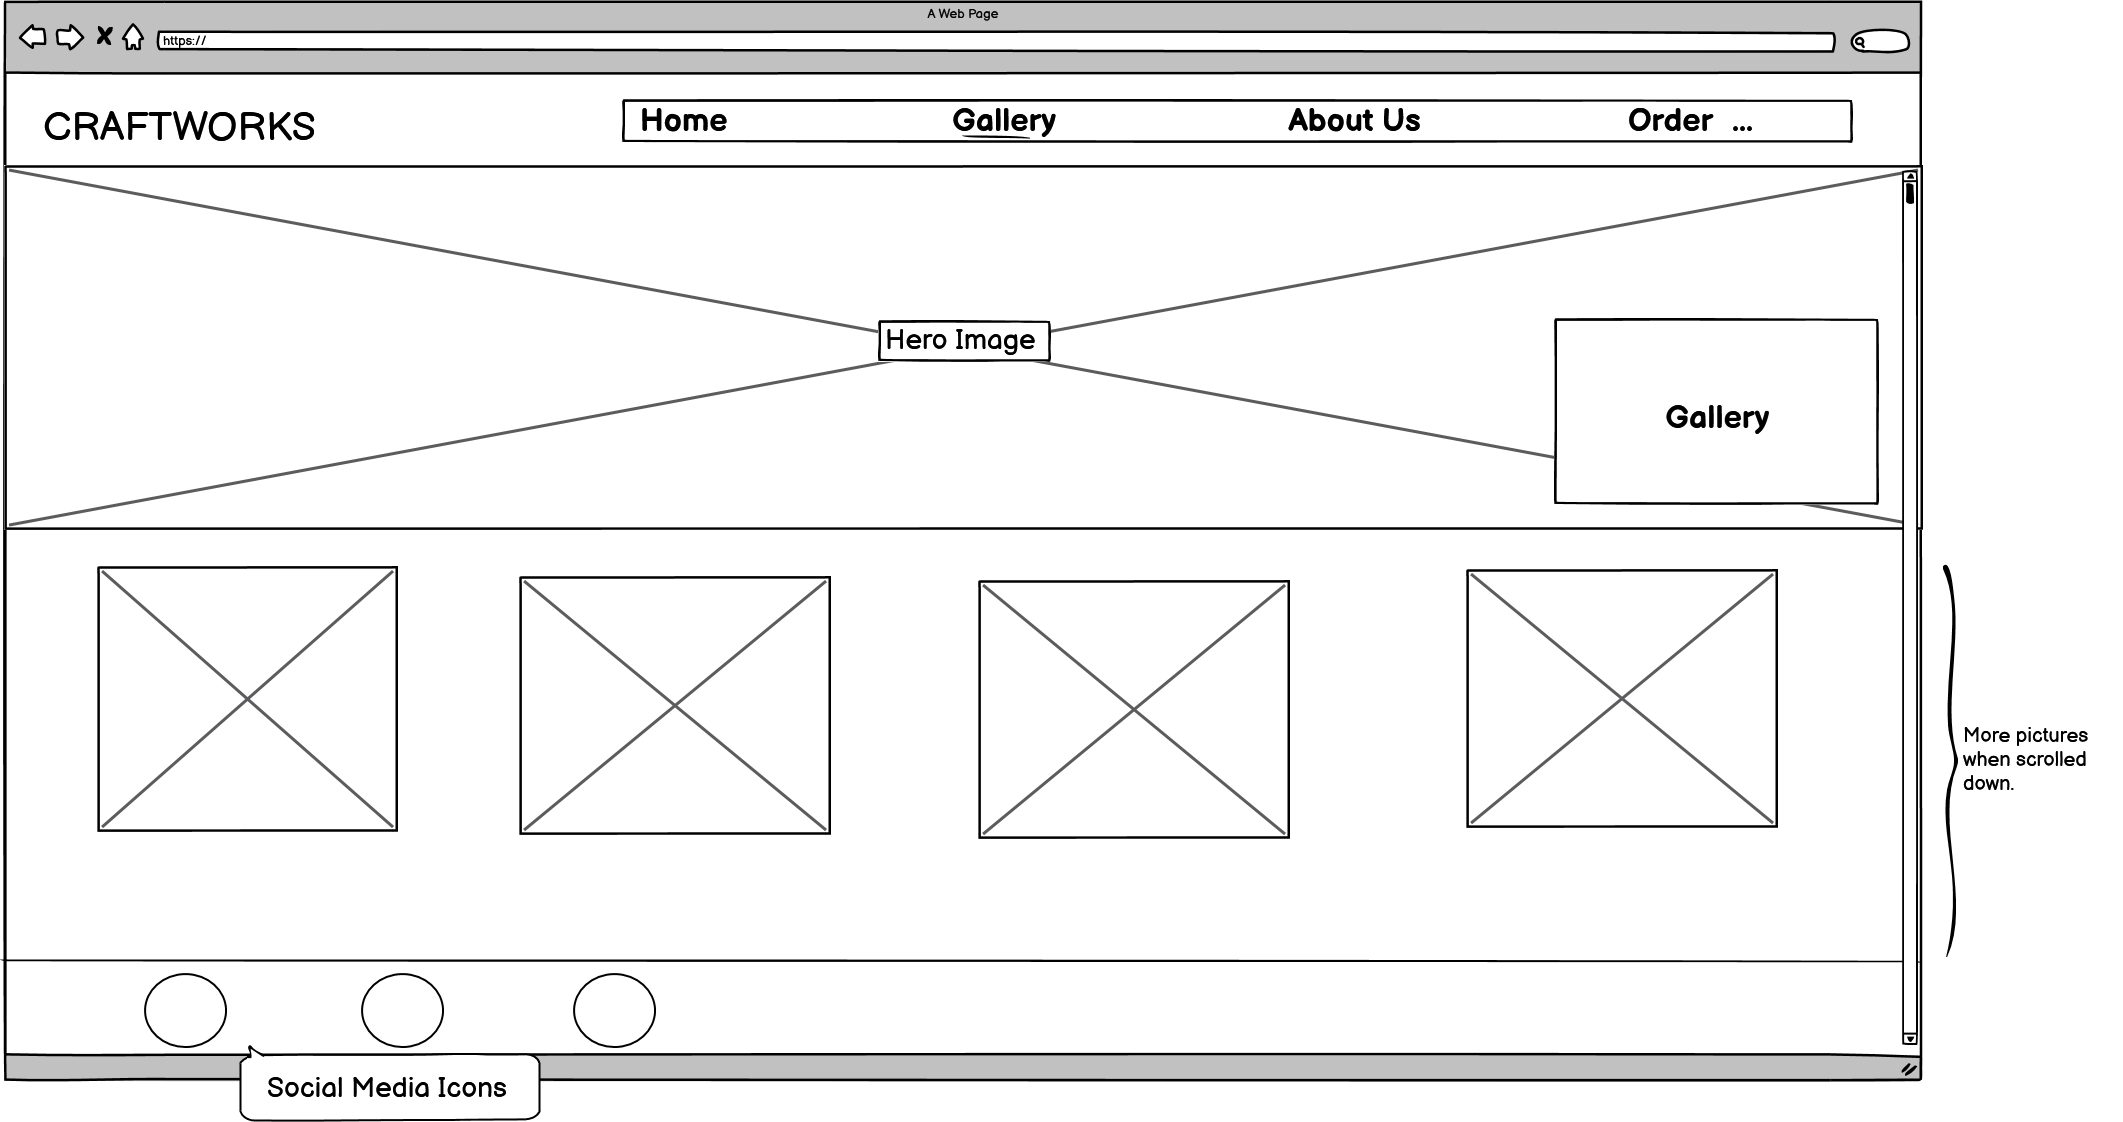 A Web Page
https://
CRAFTWORKS
Home Gallery About Us Order ...
Hero Image
Gallery
More pictures
when scrolled
down.
Social Media Icons